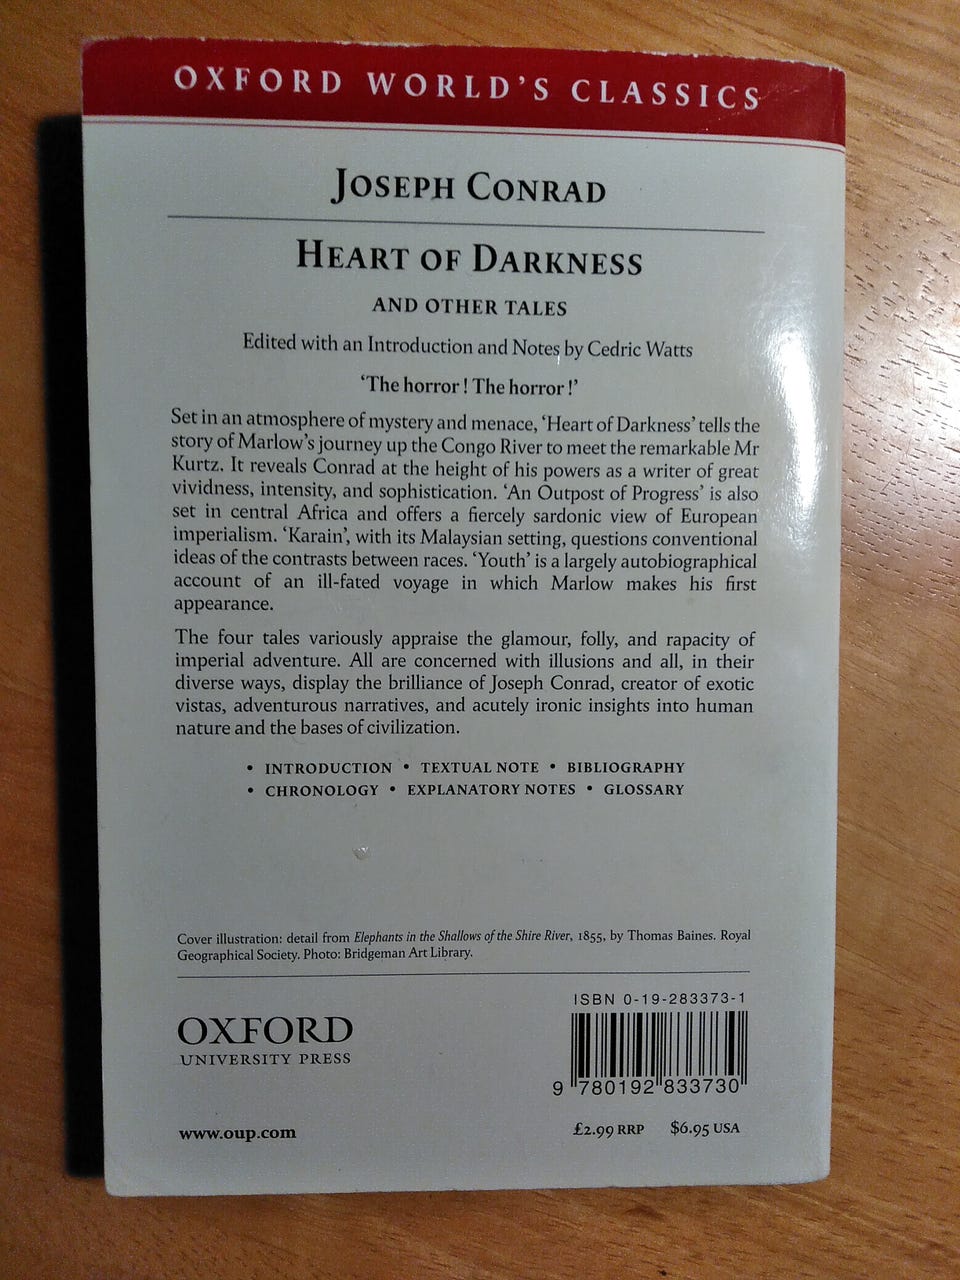 OXFORD WORLD'S CLASSICS
JOSEPH CONRAD
HEART OF DARKNESS
AND OTHER TALES
Edited with an Introduction and Notes by Cedric Watts
‘The horror! The horror!’
Set in an atmosphere of mystery and menace, ‘Heart of Darkness’ tells the
story of Marlow's journey up the Congo River to meet the remarkable Mr
Kurtz. It reveals Conrad at the height of his powers as a writer of great
vividness, intensity, and sophistication. ‘An Outpost of Progress’ is also
set in central Africa and offers a fiercely sardonic view of European
imperialism. ‘Karain’, with its Malaysian setting, questions conventional
ideas of the contrasts between races. ‘Youth’ is a largely autobiographical
account of an ill-fated voyage in which Marlow makes his first
appearance.
The four tales variously appraise the glamour, folly, and rapacity of
imperial adventure. All are concerned with illusions and all, in their
diverse ways, display the brilliance of Joseph Conrad, creator of exotic
vistas, adventurous narratives, and acutely ironic insights into human
nature and the bases of civilization.
• INTRODUCTION • TEXTUAL NOTE • BIBLIOGRAPHY
• CHRONOLOGY • EXPLANATORY NOTES • GLOSSARY
Cover illustration: detail from Elephants in the Shallows of the Shire River, 1855, by Thomas Baines. Royal
Geographical Society. Photo: Bridgeman Art Library.
OXFORD
UNIVERSITY PRESS
www.oup.com
ISBN 0-19-283373-1
9 780192 833730
£2.99 RRP $6.95 USA